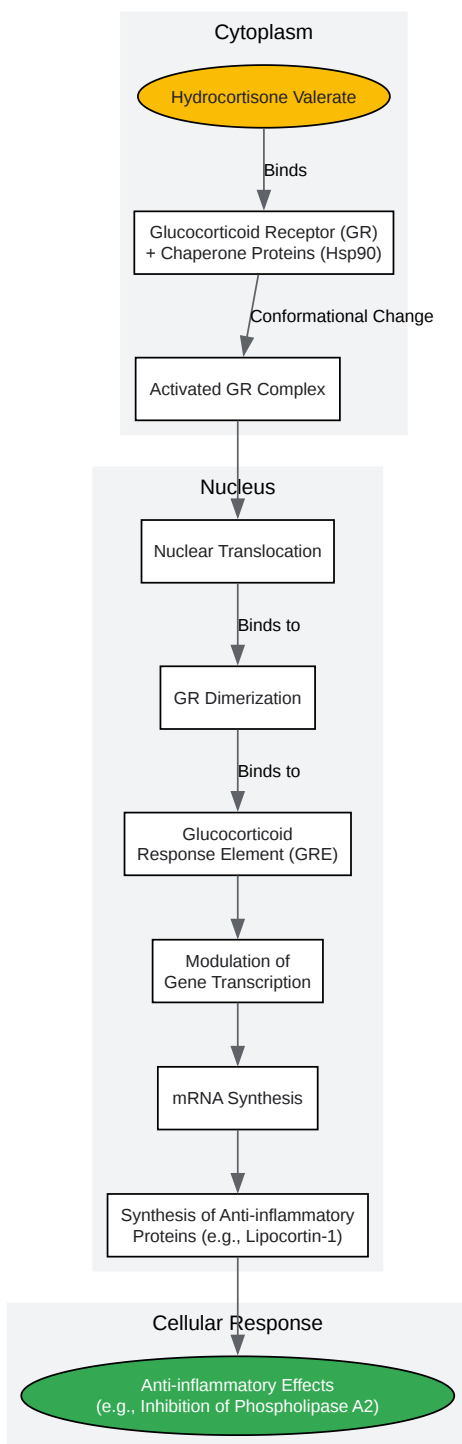 Cytoplasm
Hydrocortisone Valerate
Binds
Glucocorticoid Receptor (GR)
+ Chaperone Proteins (Hsp90)
Conformational Change
Activated GR Complex
Nucleus
Nuclear Translocation
Binds to
GR Dimerization
Binds to
Glucocorticoid
Response Element (GRE)
Modulation of
Gene Transcription
mRNA Synthesis
Synthesis of Anti-inflammatory
Proteins (e.g., Lipocortin-1)
Cellular Response
Anti-inflammatory Effects
(e.g., Inhibition of Phospholipase A2)